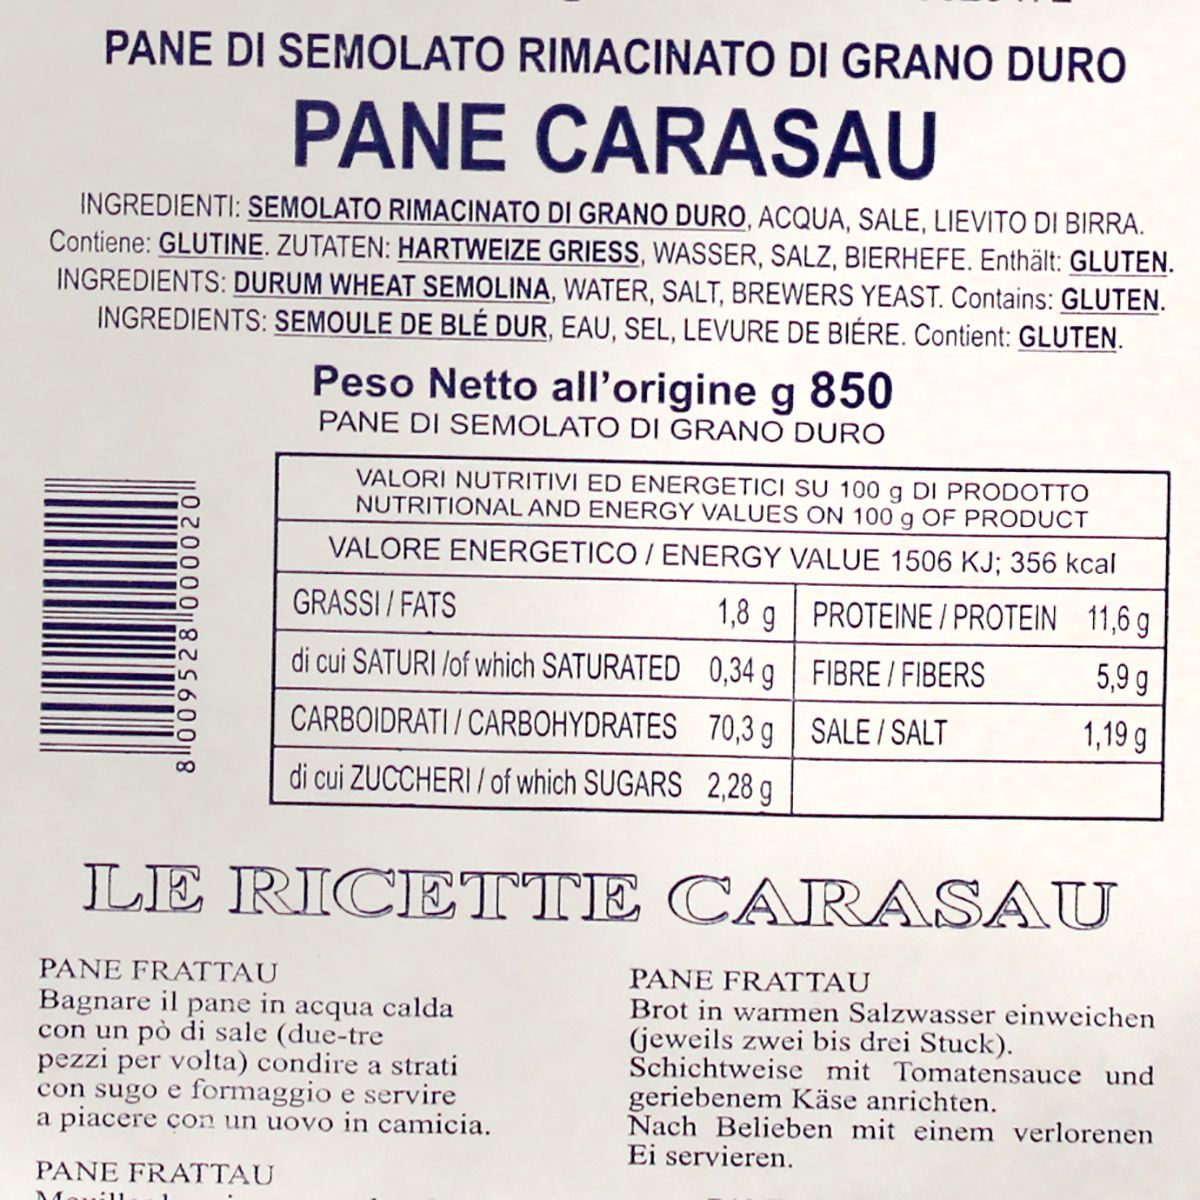 PANE DI SEMOLATO RIMACINATO DI GRANO DURO
PANE CARASAU
INGREDIENTI: SEMOLATO RIMACINATO DI GRANO DURO, ACQUA, SALE, LIEVITO DI BIRRA.
Contiene: GLUTINE. ZUTATEN: HARTWEIZE GRIESS, WASSER, SALZ, BIERHEFE. Enthält: GLUTEN.
INGREDIENTS: DURUM WHEAT SEMOLINA, WATER, SALT, BREWERS YEAST. Contains: GLUTEN.
INGREDIENTS: SEMOULE DE BLÉ DUR, EAU, SEL, LEVURE DE BIÉRE. Contient: GLUTEN.
Peso Netto all'origine g 850
PANE DI SEMOLATO DI GRANO DURO
8 009528 000020
VALORI NUTRITIVI ED ENERGETICI SU 100 g DI PRODOTTO
NUTRITIONAL AND ENERGY VALUES ON 100 g OF PRODUCT
VALORE ENERGETICO / ENERGY VALUE 1506 KJ; 356 kcal
GRASSI / FATS 1,8 g PROTEINE / PROTEIN 11,6 g
di cui SATURI /of which SATURATED 0,34 g FIBRE / FIBERS 5,9 g
CARBOIDRATI / CARBOHYDRATES 70,3 g SALE / SALT 1,19 g
di cui ZUCCHERI / of which SUGARS 2,28 g
LE RICETTE CARASAU
PANE FRATTAU
Bagnare il pane in acqua calda
con un pò di sale (due-tre
pezzi per volta) condire a strati
con sugo e formaggio e servire
a piacere con un uovo in camicia.
PANE FRATTAU
PANE FRATTAU
Brot in warmen Salzwasser einweichen
(jeweils zwei bis drei Stuck).
Schichtweise mit Tomatensauce und
geriebenem Käse anrichten.
Nach Belieben mit einem verlorenen
Ei servieren.